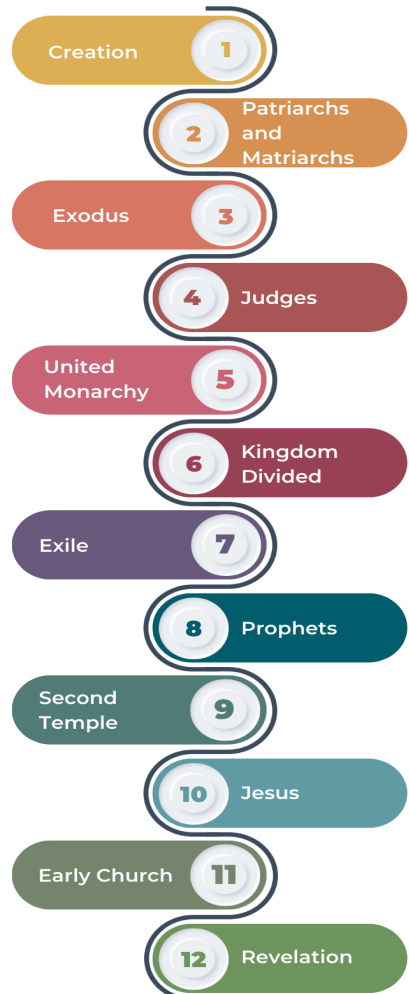 Creation
1
2
Patriarchs
and
Matriarchs
Exodus
3
4
Judges
United
Monarchy
5
6
Kingdom
Divided
Exile
7
8
Prophets
Second
Temple
9
10
Jesus
Early Church
11
12
Revelation